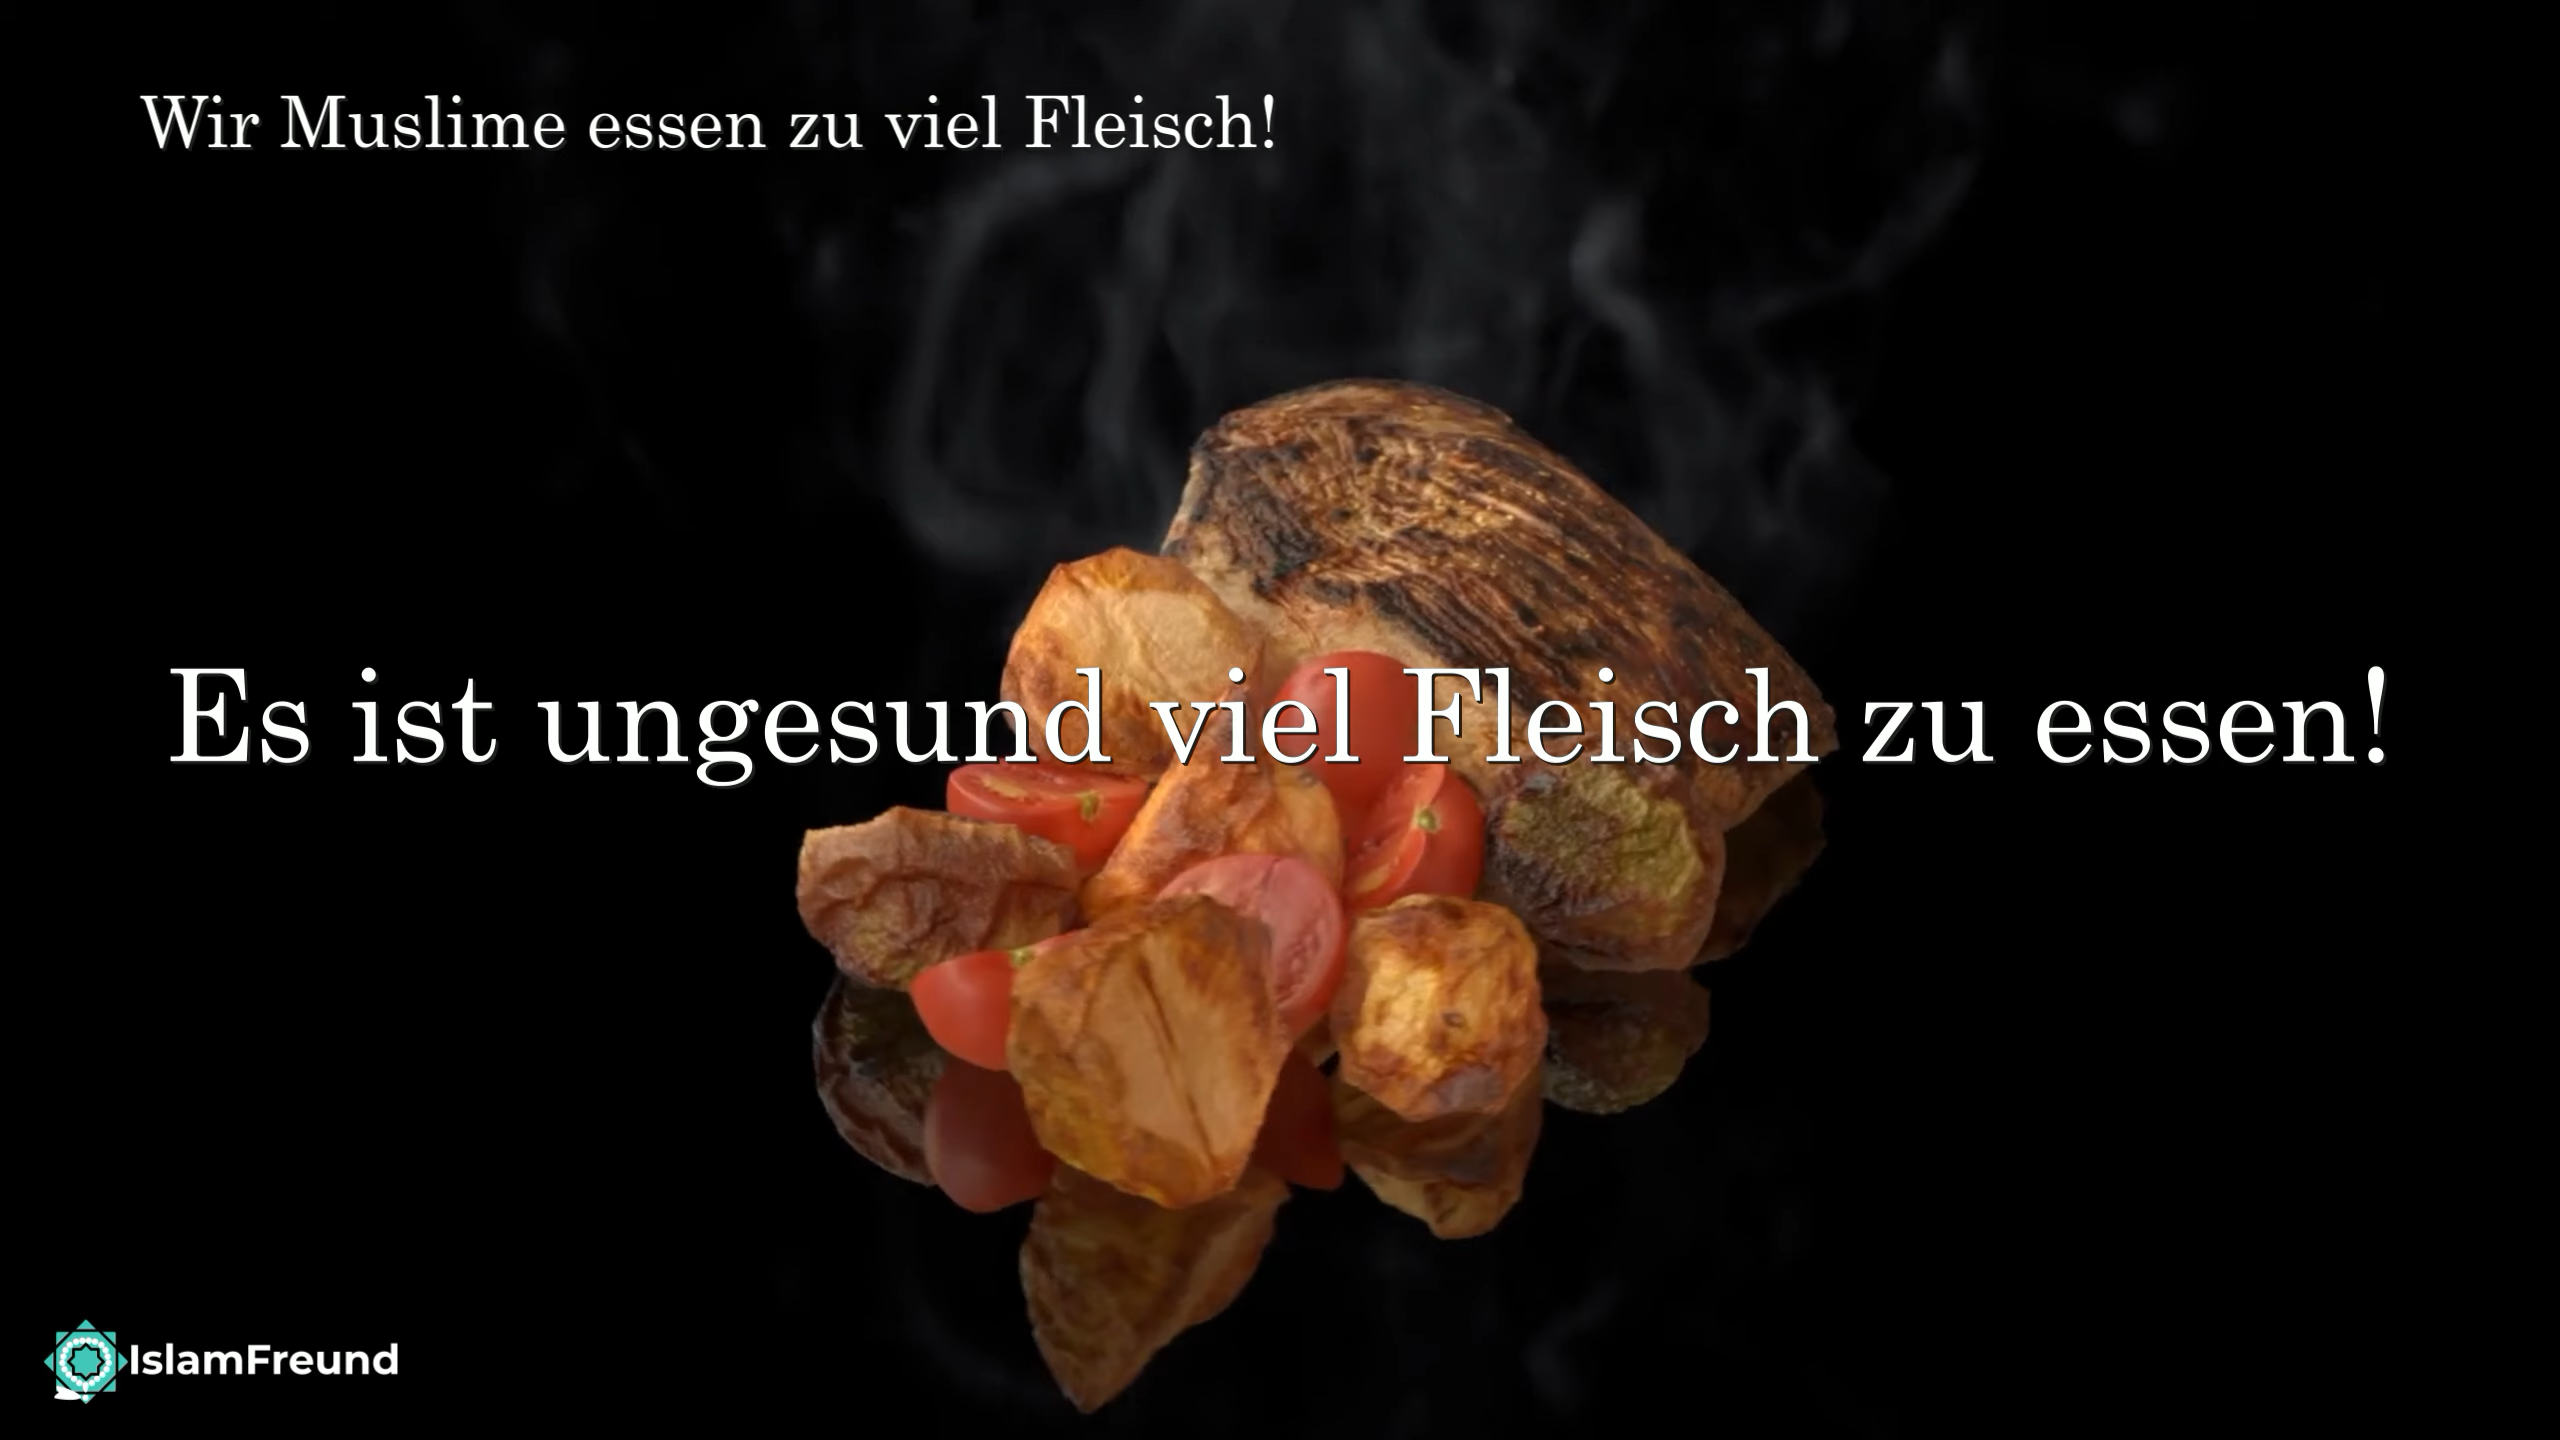 Wir Muslime essen zu viel Fleisch!
Es ist ungesund viel Fleisch zu essen!
IslamFreund